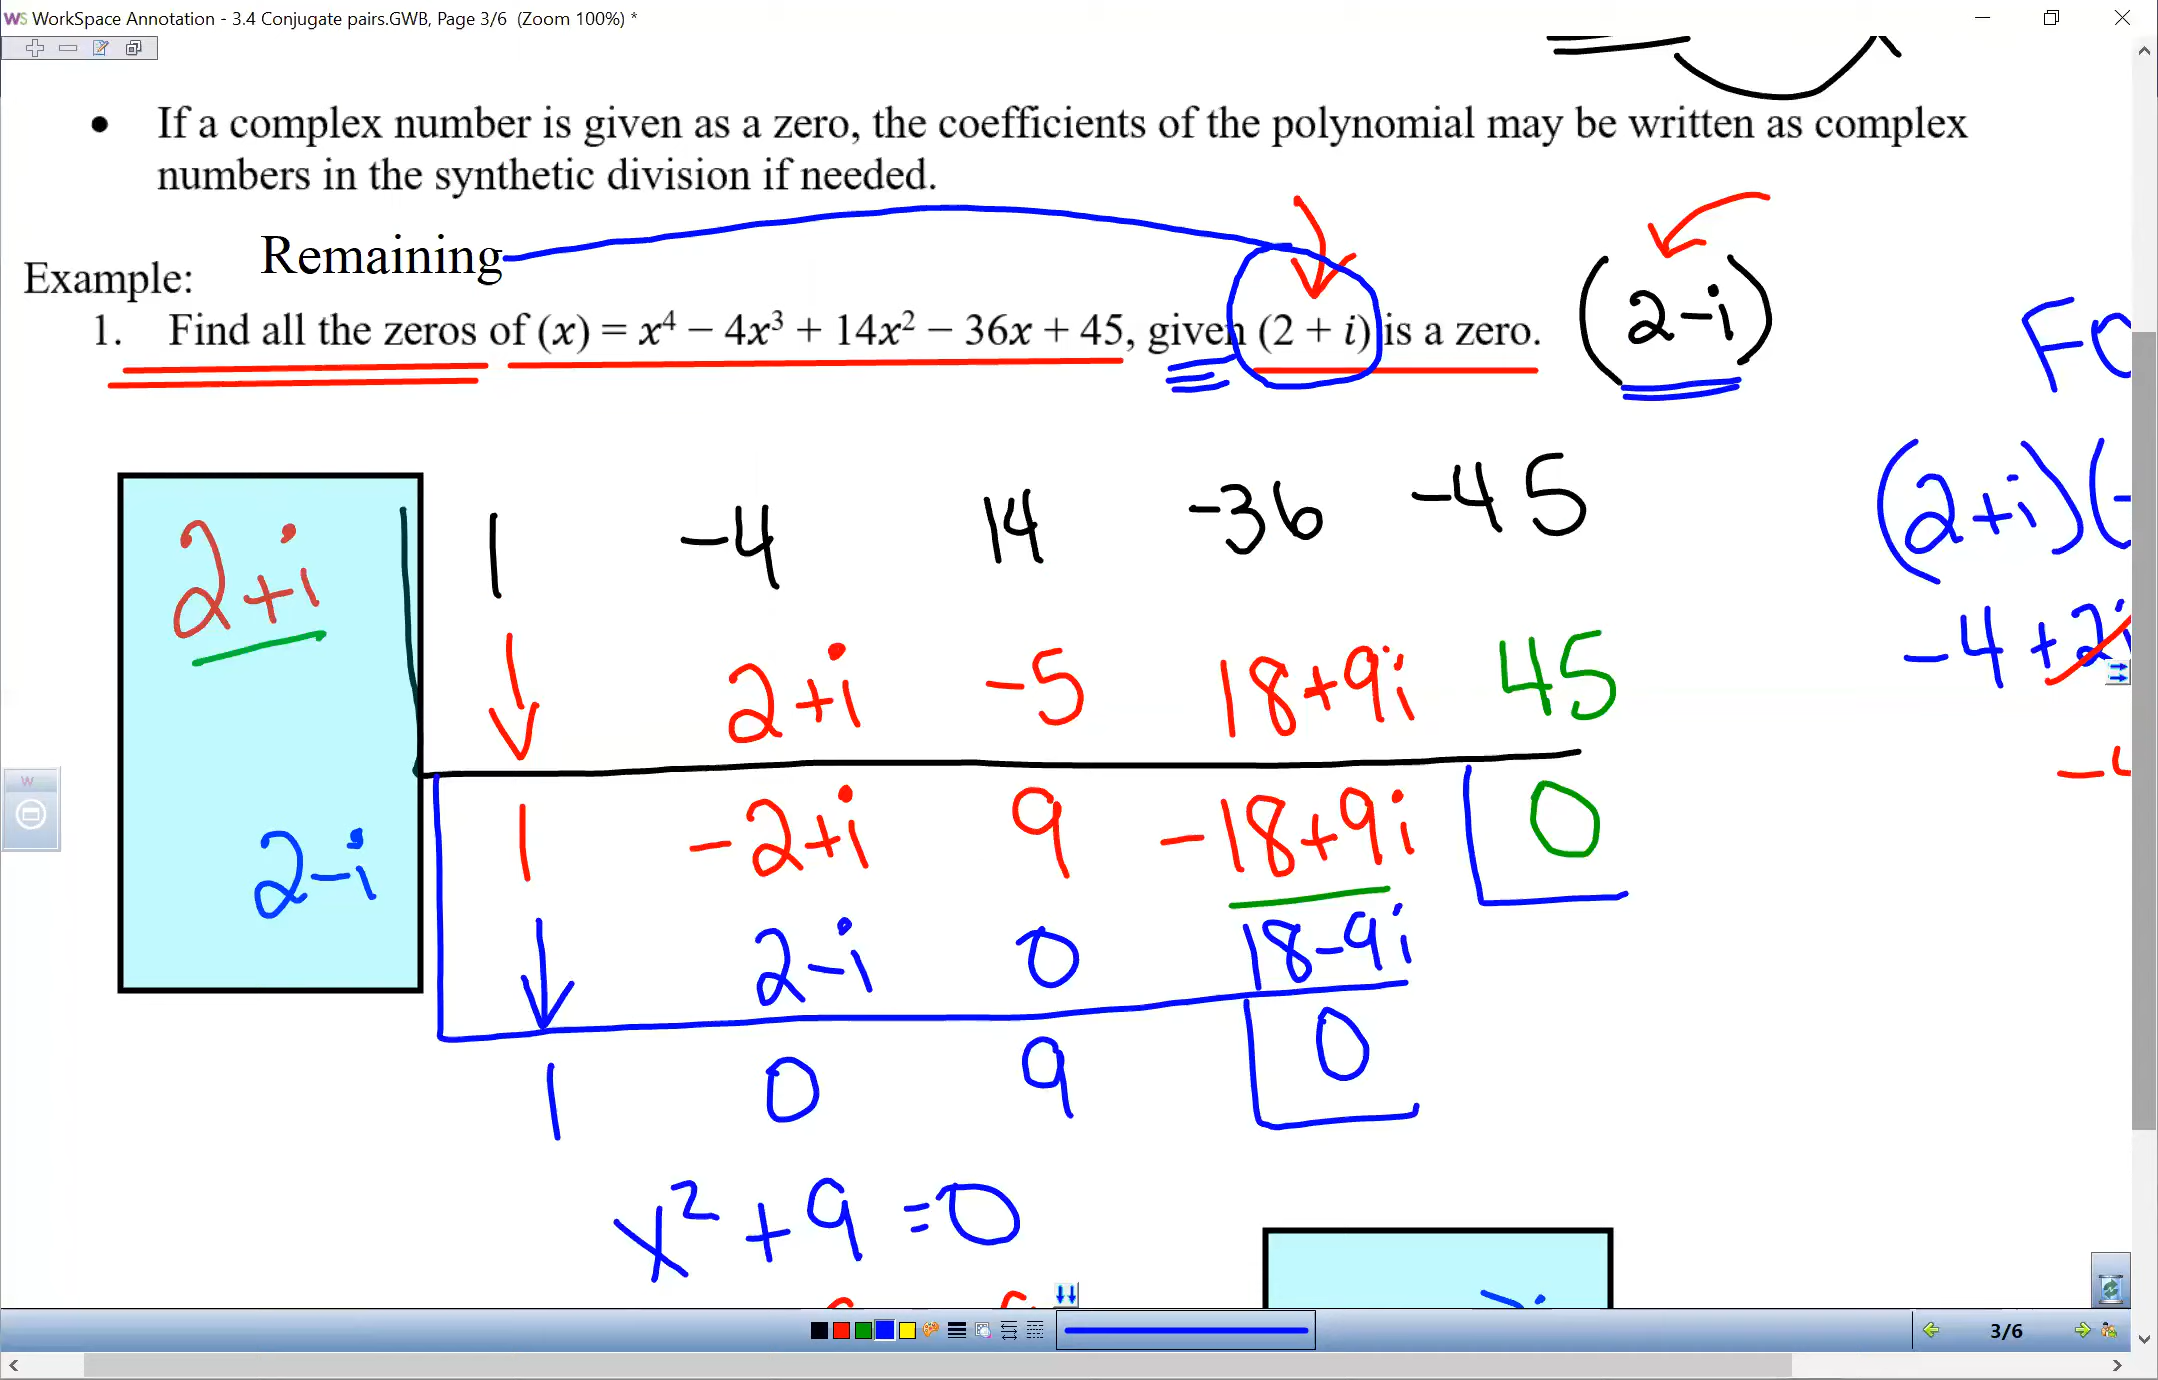 WS WorkSpace Annotation - 3.4 Conjugate pairs.GWB, Page 3/6 (Zoom 100%) *
• If a complex number is given as a zero, the coefficients of the polynomial may be written as complex
numbers in the synthetic division if needed.
Remaining
Example:
1. Find all the zeros of (x) = x⁴ − 4x³ + 14x² − 36x + 45, given (2 + i) is a zero.
(2-i)
FO
2+i 1 -4 14 -36 -45
(2+i)(-
2+i -5 18+9i 45
-4+2i
-4
1 -2+i 9 -18+9i 0
2-i
2-i 0 18-9i
1 0 9 0
x²+9=0
3/6